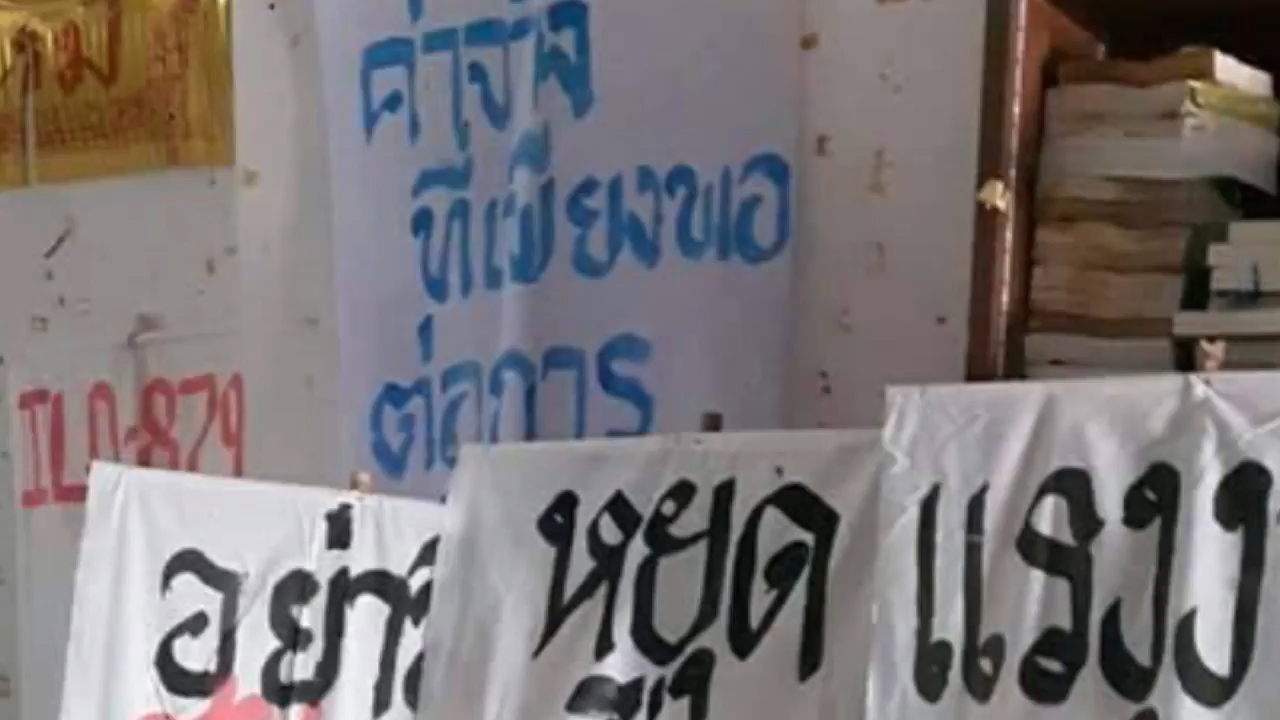 ค่าจ้าง
ที่เพียงพอ
ต่อการ
ILO-87,9
อย่า
หยุด
แรงง